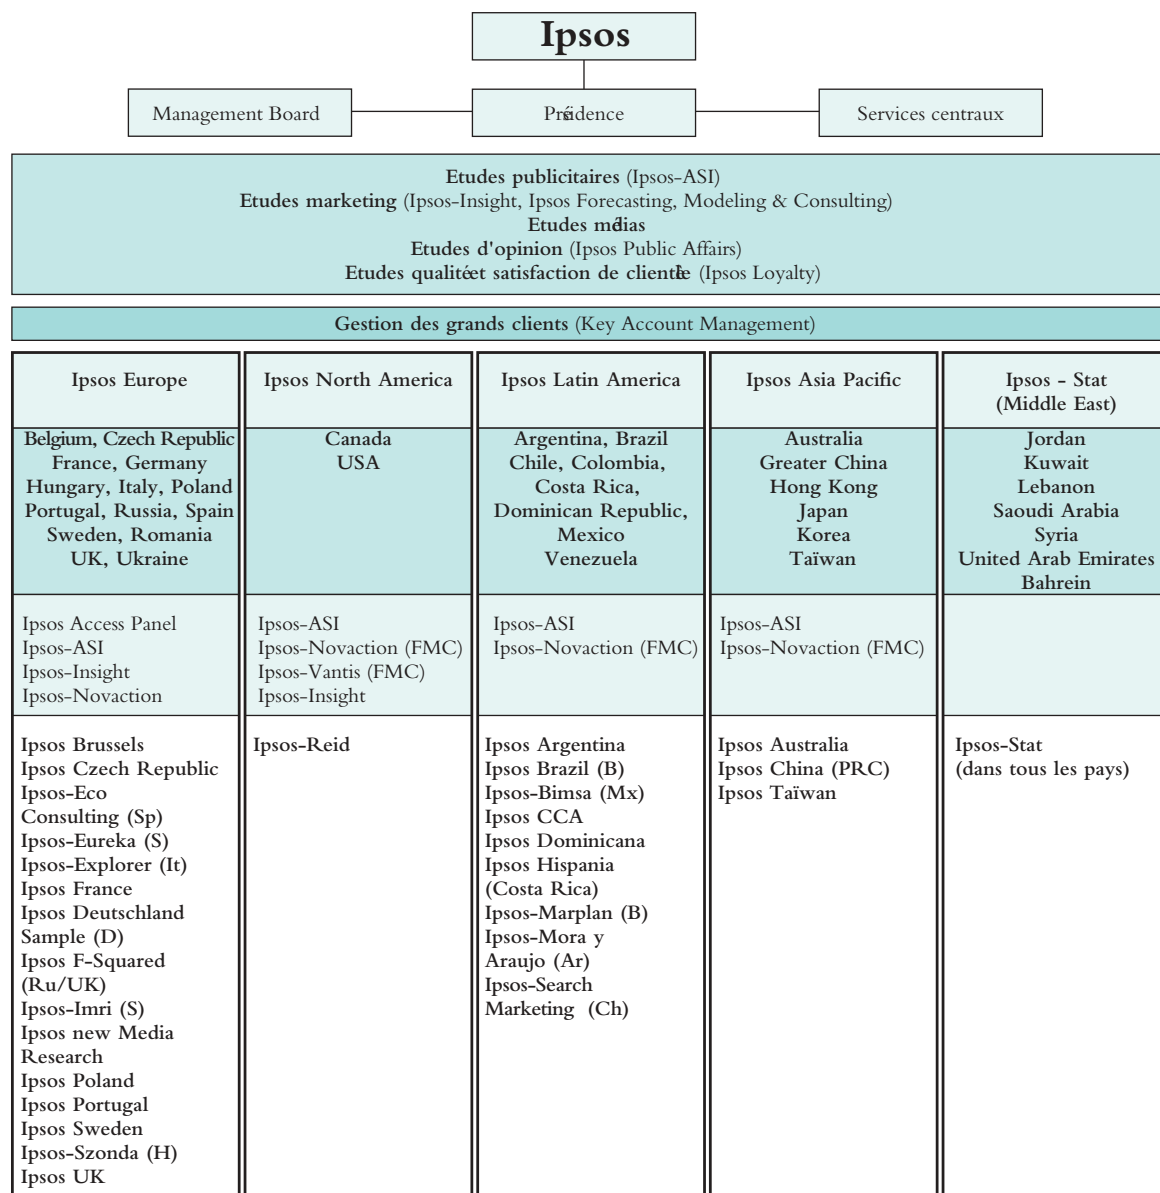 Ipsos
Management Board
Présidence
Services centraux
Etudes publicitaires (Ipsos-ASI)
Etudes marketing (Ipsos-Insight, Ipsos Forecasting, Modeling & Consulting)
Etudes médias
Etudes d'opinion (Ipsos Public Affairs)
Etudes qualité et satisfaction de clientèle (Ipsos Loyalty)
Gestion des grands clients (Key Account Management)
Ipsos Europe
Belgium, Czech Republic
France, Germany
Hungary, Italy, Poland
Portugal, Russia, Spain
Sweden, Romania
UK, Ukraine
Ipsos Access Panel
Ipsos-ASI
Ipsos-Insight
Ipsos-Novaction
Ipsos Brussels
Ipsos Czech Republic
Ipsos-Eco
Consulting (Sp)
Ipsos-Eureka (S)
Ipsos-Explorer (It)
Ipsos France
Ipsos Deutschland
Sample (D)
Ipsos F-Squared
(Ru/UK)
Ipsos-Imri (S)
Ipsos new Media
Research
Ipsos Poland
Ipsos Portugal
Ipsos Sweden
Ipsos-Szonda (H)
Ipsos UK
Ipsos North America
Canada
USA
Ipsos-ASI
Ipsos-Novaction (FMC)
Ipsos-Vantis (FMC)
Ipsos-Insight
Ipsos-Reid
Ipsos Latin America
Argentina, Brazil
Chile, Colombia,
Costa Rica,
Dominican Republic,
Mexico
Venezuela
Ipsos-ASI
Ipsos-Novaction (FMC)
Ipsos Argentina
Ipsos Brazil (B)
Ipsos-Bimsa (Mx)
Ipsos CCA
Ipsos Dominicana
Ipsos Hispania
(Costa Rica)
Ipsos-Marplan (B)
Ipsos-Mora y
Araujo (Ar)
Ipsos-Search
Marketing (Ch)
Ipsos Asia Pacific
Australia
Greater China
Hong Kong
Japan
Korea
Taïwan
Ipsos-ASI
Ipsos-Novaction (FMC)
Ipsos Australia
Ipsos China (PRC)
Ipsos Taïwan
Ipsos - Stat
(Middle East)
Jordan
Kuwait
Lebanon
Saoudi Arabia
Syria
United Arab Emirates
Bahrein
Ipsos-Stat
(dans tous les pays)